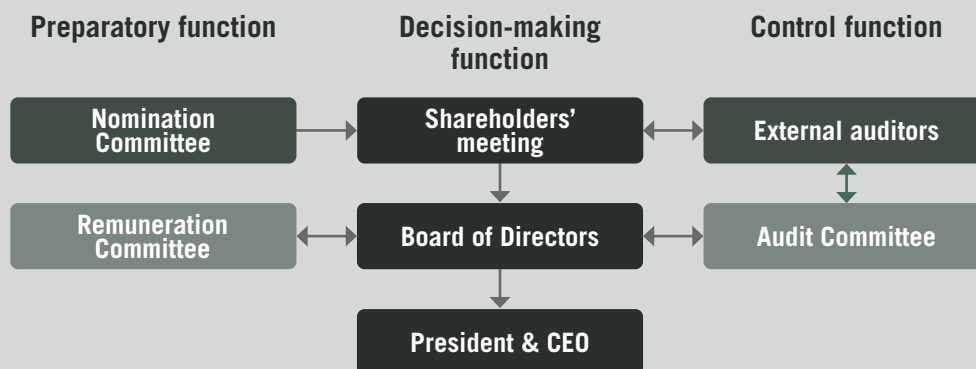 Preparatory function
Decision-making
function
Control function
Nomination
Committee
Shareholders'
meeting
External auditors
Remuneration
Committee
Board of Directors
Audit Committee
President & CEO